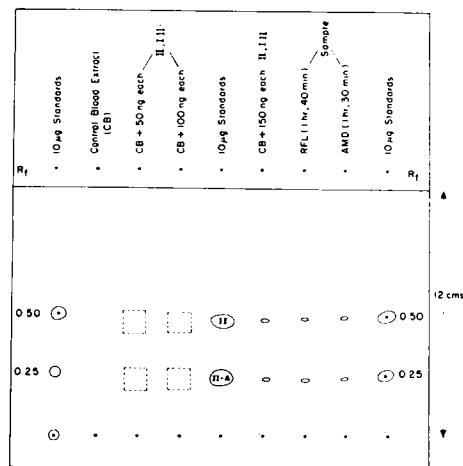 II, III
Sample
10 µg Standards
Control Blood Extract
(CB)
CB + 50 ng each
CB + 100 ng each
10 µg Standards
CB + 150 ng each II, III
RFL (1 hr, 40 min)
AMD (1 hr, 30 min)
10 µg Standards
Rf
Rf
12 cms
0.50
II
0.50
0.25
II-A
0.25